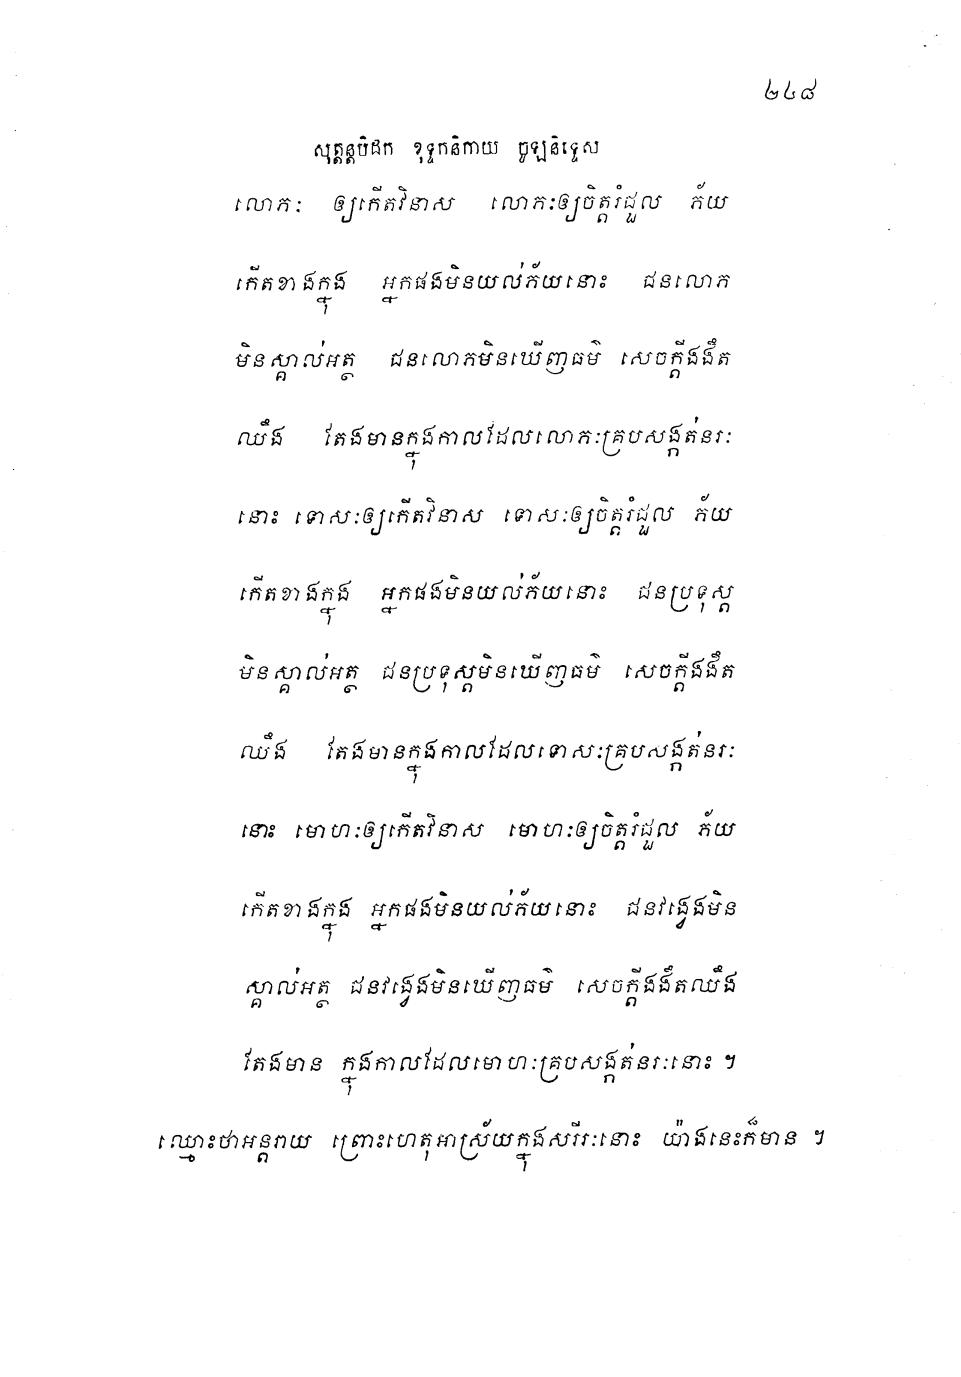 ២៤៨
សុត្តន្តបិដក ខុទ្ទកនិកាយ ចូឡនិទ្ទេស
លោភៈ ឲ្យកើតវិនាស លោភៈឲ្យចិត្តរំជួល ភ័យ
កើតខាងក្នុង អ្នកផងមិនយល់ភ័យនោះ ជនលោភ
មិនស្គាល់អត្ថ ជនលោភមិនឃើញធម៌ សេចក្តីងងឹត
ឈឹង តែងមានក្នុងកាលដែលលោភៈគ្របសង្កត់នរៈ
នោះ ទោសៈឲ្យកើតវិនាស ទោសៈឲ្យចិត្តរំជួល ភ័យ
កើតខាងក្នុង អ្នកផងមិនយល់ភ័យនោះ ជនប្រទុស្ត
មិនស្គាល់អត្ថ ជនប្រទុស្តមិនឃើញធម៌ សេចក្តីងងឹត
ឈឹង តែងមានក្នុងកាលដែលទោសៈគ្របសង្កត់នរៈ
នោះ មោហៈឲ្យកើតវិនាស មោហៈឲ្យចិត្តរំជួល ភ័យ
កើតខាងក្នុង អ្នកផងមិនយល់ភ័យនោះ ជនវង្វេងមិន
ស្គាល់អត្ថ ជនវង្វេងមិនឃើញធម៌ សេចក្តីងងឹតឈឹង
តែងមាន ក្នុងកាលដែលមោហៈគ្របសង្កត់នរៈនោះ ។
ឈ្មោះថាអន្តរាយ ព្រោះហេតុអាស្រ័យក្នុងសរីរៈនោះ យ៉ាងនេះក៏មាន ។